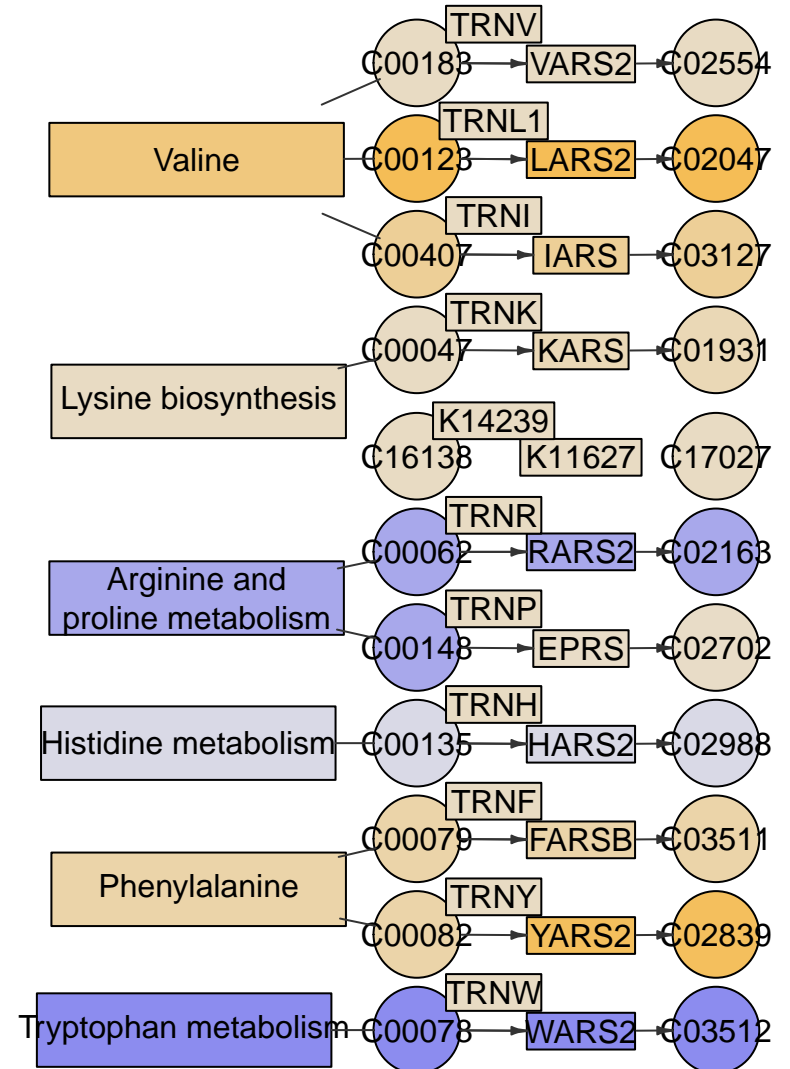 TRNV
C00183 VARS2 C02554
TRNL1
Valine C00123 LARS2 C02047
TRNI
C00407 IARS C03127
TRNK
C00047 KARS C01931
Lysine biosynthesis
K14239
C16138 K11627 C17027
TRNR
C00062 RARS2 C02163
Arginine and
proline metabolism
TRNP
C00148 EPRS C02702
TRNH
Histidine metabolism C00135 HARS2 C02988
TRNF
C00079 FARSB C03511
Phenylalanine
TRNY
C00082 YARS2 C02839
TRNW
Tryptophan metabolism C00078 WARS2 C03512